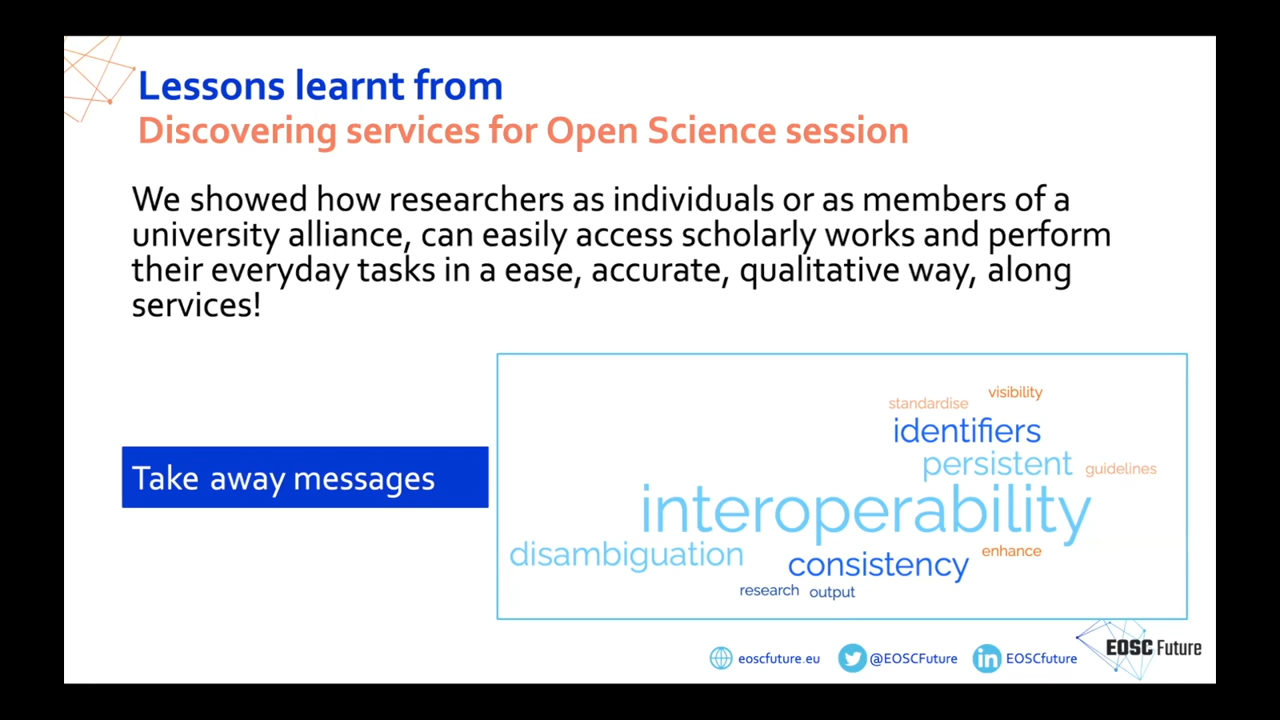 Lessons learnt from
Discovering services for Open Science session
We showed how researchers as individuals or as members of a
university alliance, can easily access scholarly works and perform
their everyday tasks in a ease, accurate, qualitative way, along
services!
Take away messages
visibility
standardise
identifiers
persistent guidelines
interoperability
disambiguation
enhance
consistency
research output
eoscfuture.eu @EOSCFuture in EOSCfuture EOSC Future